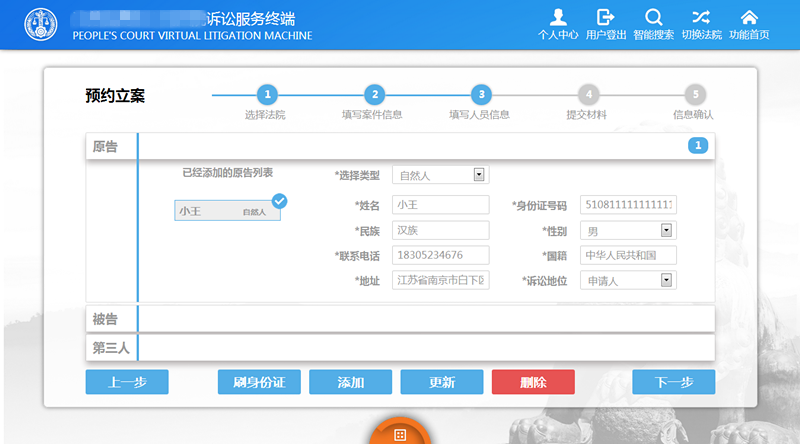 诉讼服务终端
PEOPLE'S COURT VIRTUAL LITIGATION MACHINE
个人中心 用户登出 智能搜索 切换法院 功能首页
预约立案
1 2 3 4 5
选择法院 填写案件信息 填写人员信息 提交材料 信息确认
原告 1
已经添加的原告列表
小王 自然人
*选择类型 自然人
*姓名 小王 *身份证号码 510811111111111
*民族 汉族 *性别 男
*联系电话 18305234676 *国籍 中华人民共和国
*地址 江苏省南京市白下区 *诉讼地位 申请人
被告
第三人
上一步 刷身份证 添加 更新 删除 下一步